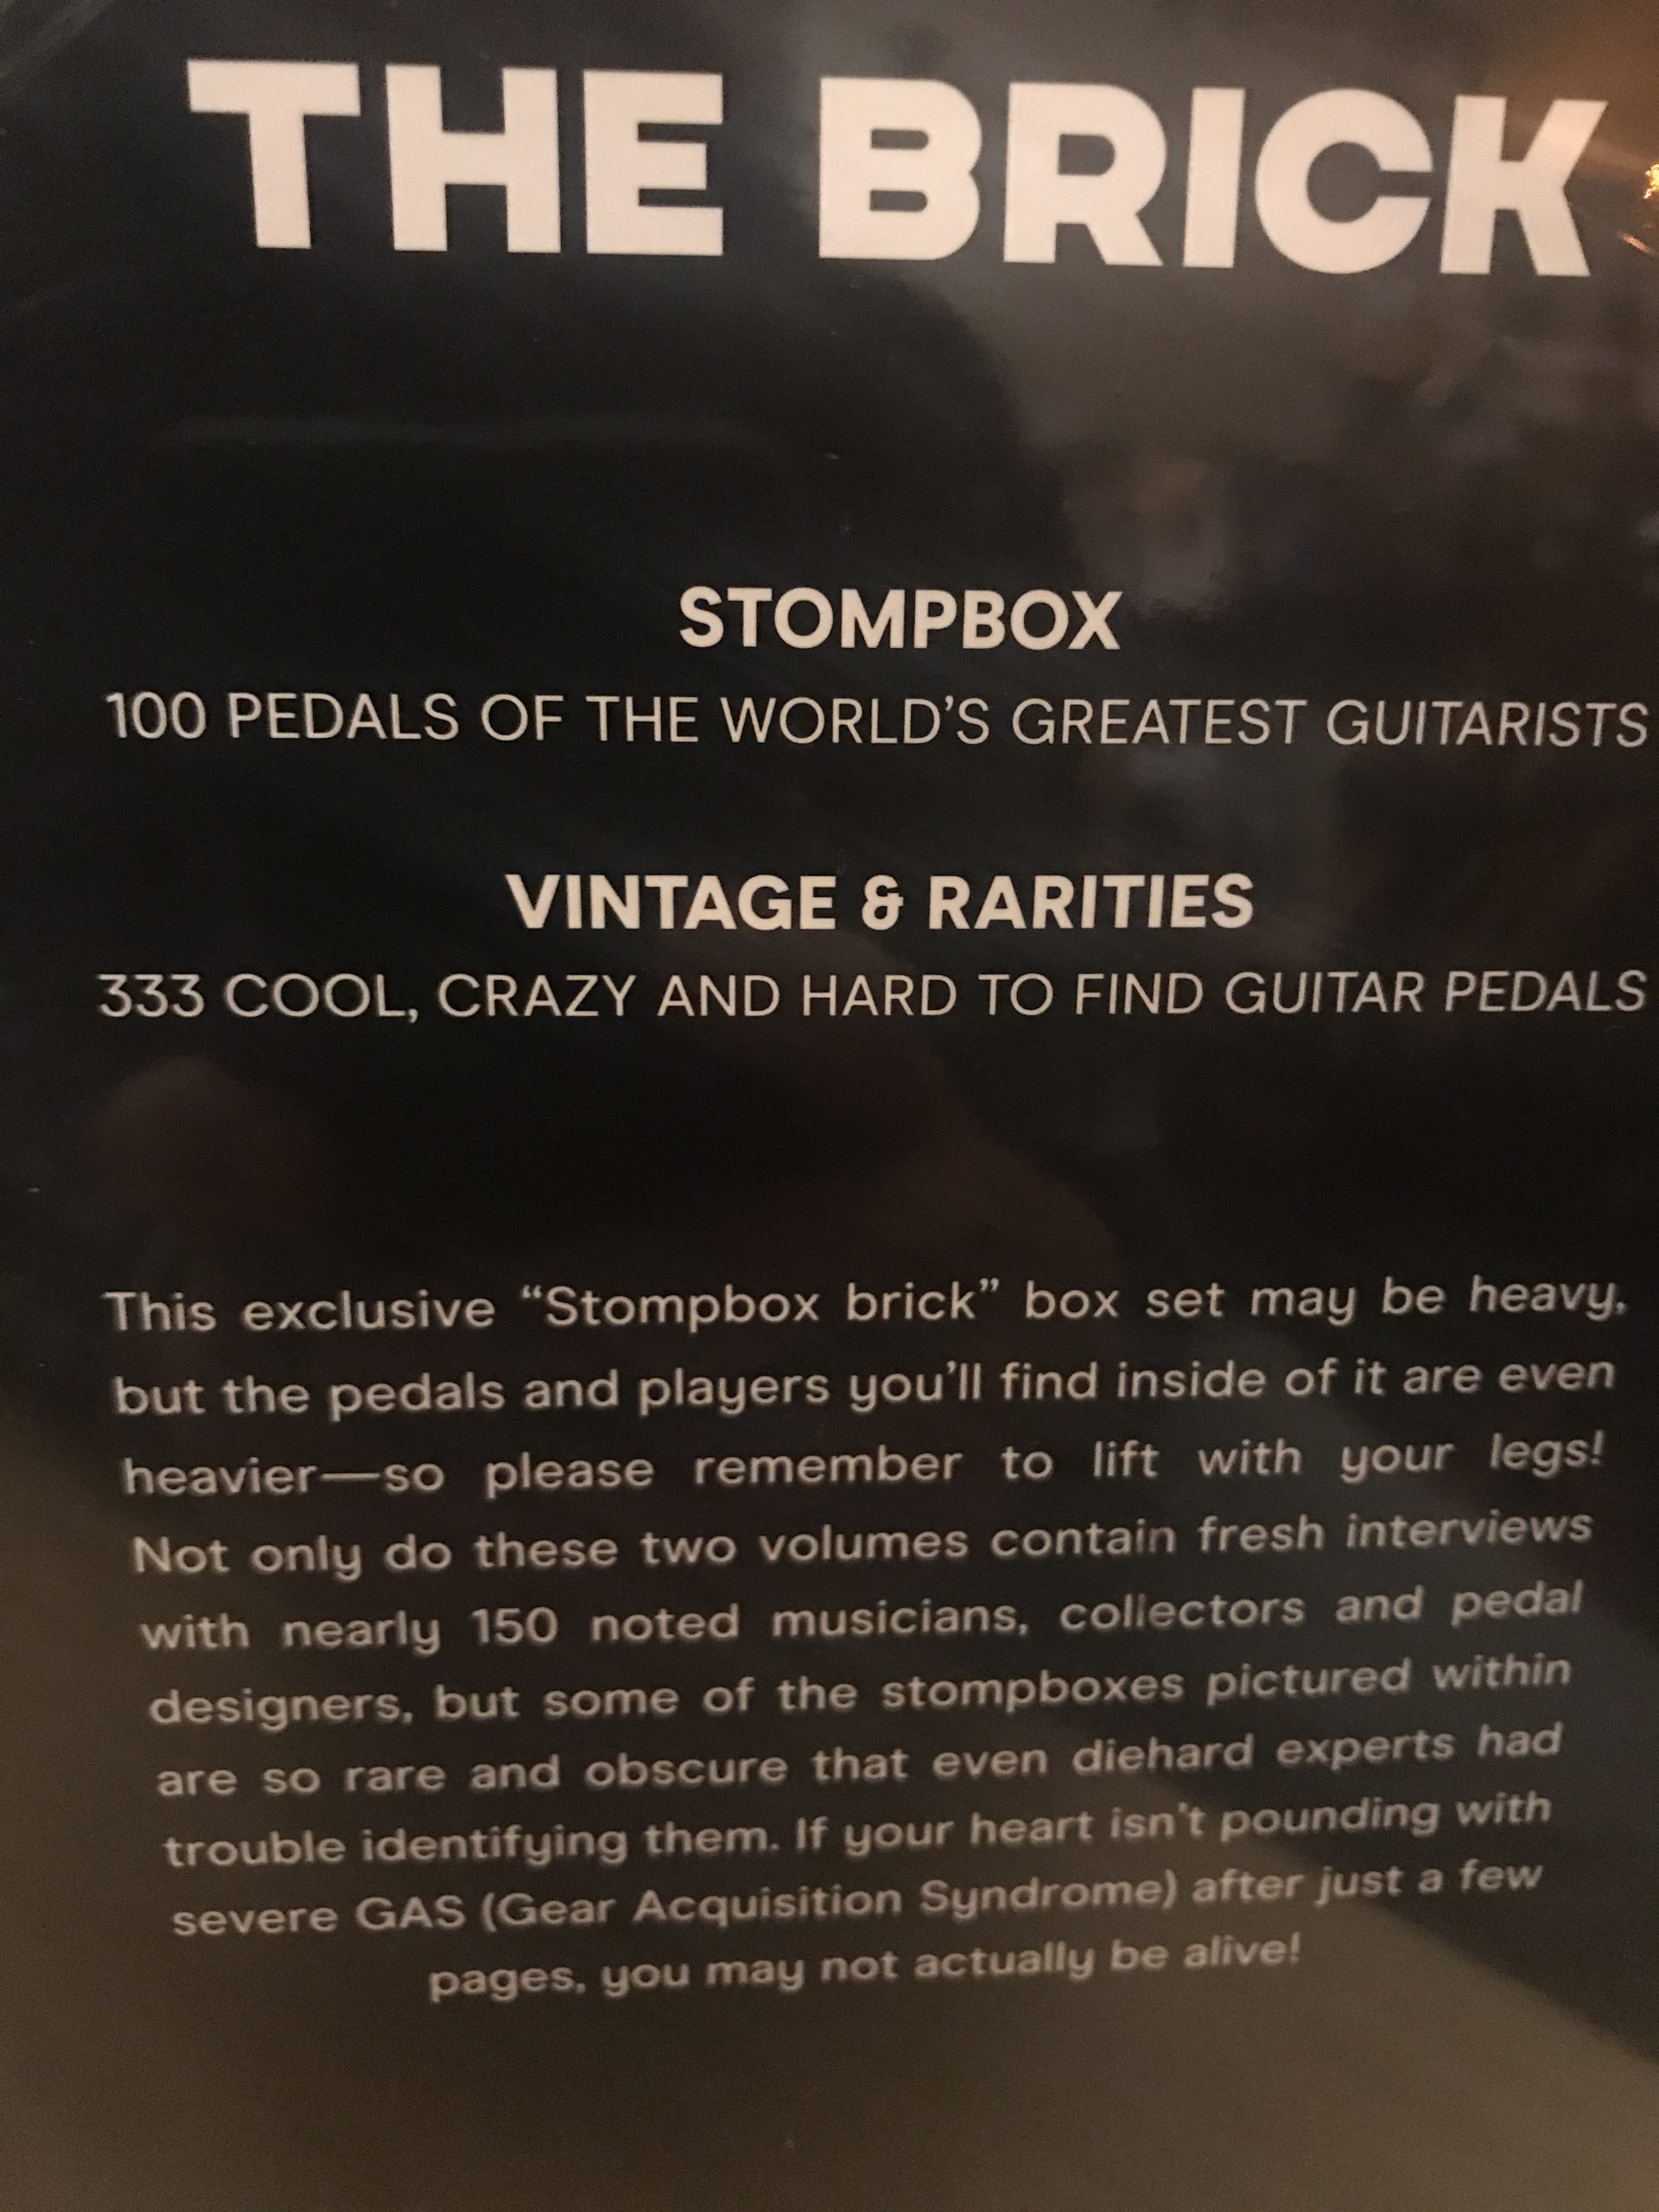 THE BRICK
STOMPBOX
100 PEDALS OF THE WORLD’S GREATEST GUITARISTS
VINTAGE & RARITIES
333 COOL, CRAZY AND HARD TO FIND GUITAR PEDALS
This exclusive “Stompbox brick” box set may be heavy,
but the pedals and players you’ll find inside of it are even
heavier—so please remember to lift with your legs!
Not only do these two volumes contain fresh interviews
with nearly 150 noted musicians, collectors and pedal
designers, but some of the stompboxes pictured within
are so rare and obscure that even diehard experts had
trouble identifying them. If your heart isn’t pounding with
severe GAS (Gear Acquisition Syndrome) after just a few
pages, you may not actually be alive!